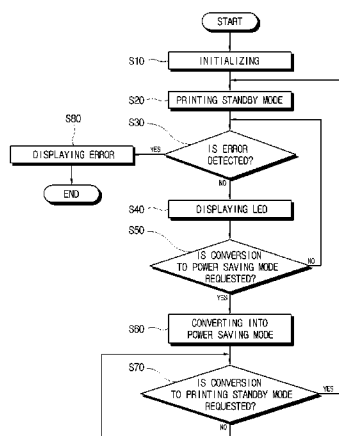 START
S10
INITIALIZING
S20
PRINTING STANDBY MODE
S30
S80
IS ERROR
DETECTED?
YES
DISPLAYING ERROR
END
NO
S40
DISPLAYING LED
S50
IS CONVERSION
TO POWER SAVING MODE
REQUESTED?
NO
YES
S60
CONVERTING INTO
POWER SAVING MODE
S70
IS CONVERSION
TO PRINTING STANDBY MODE
REQUESTED?
YES
NO